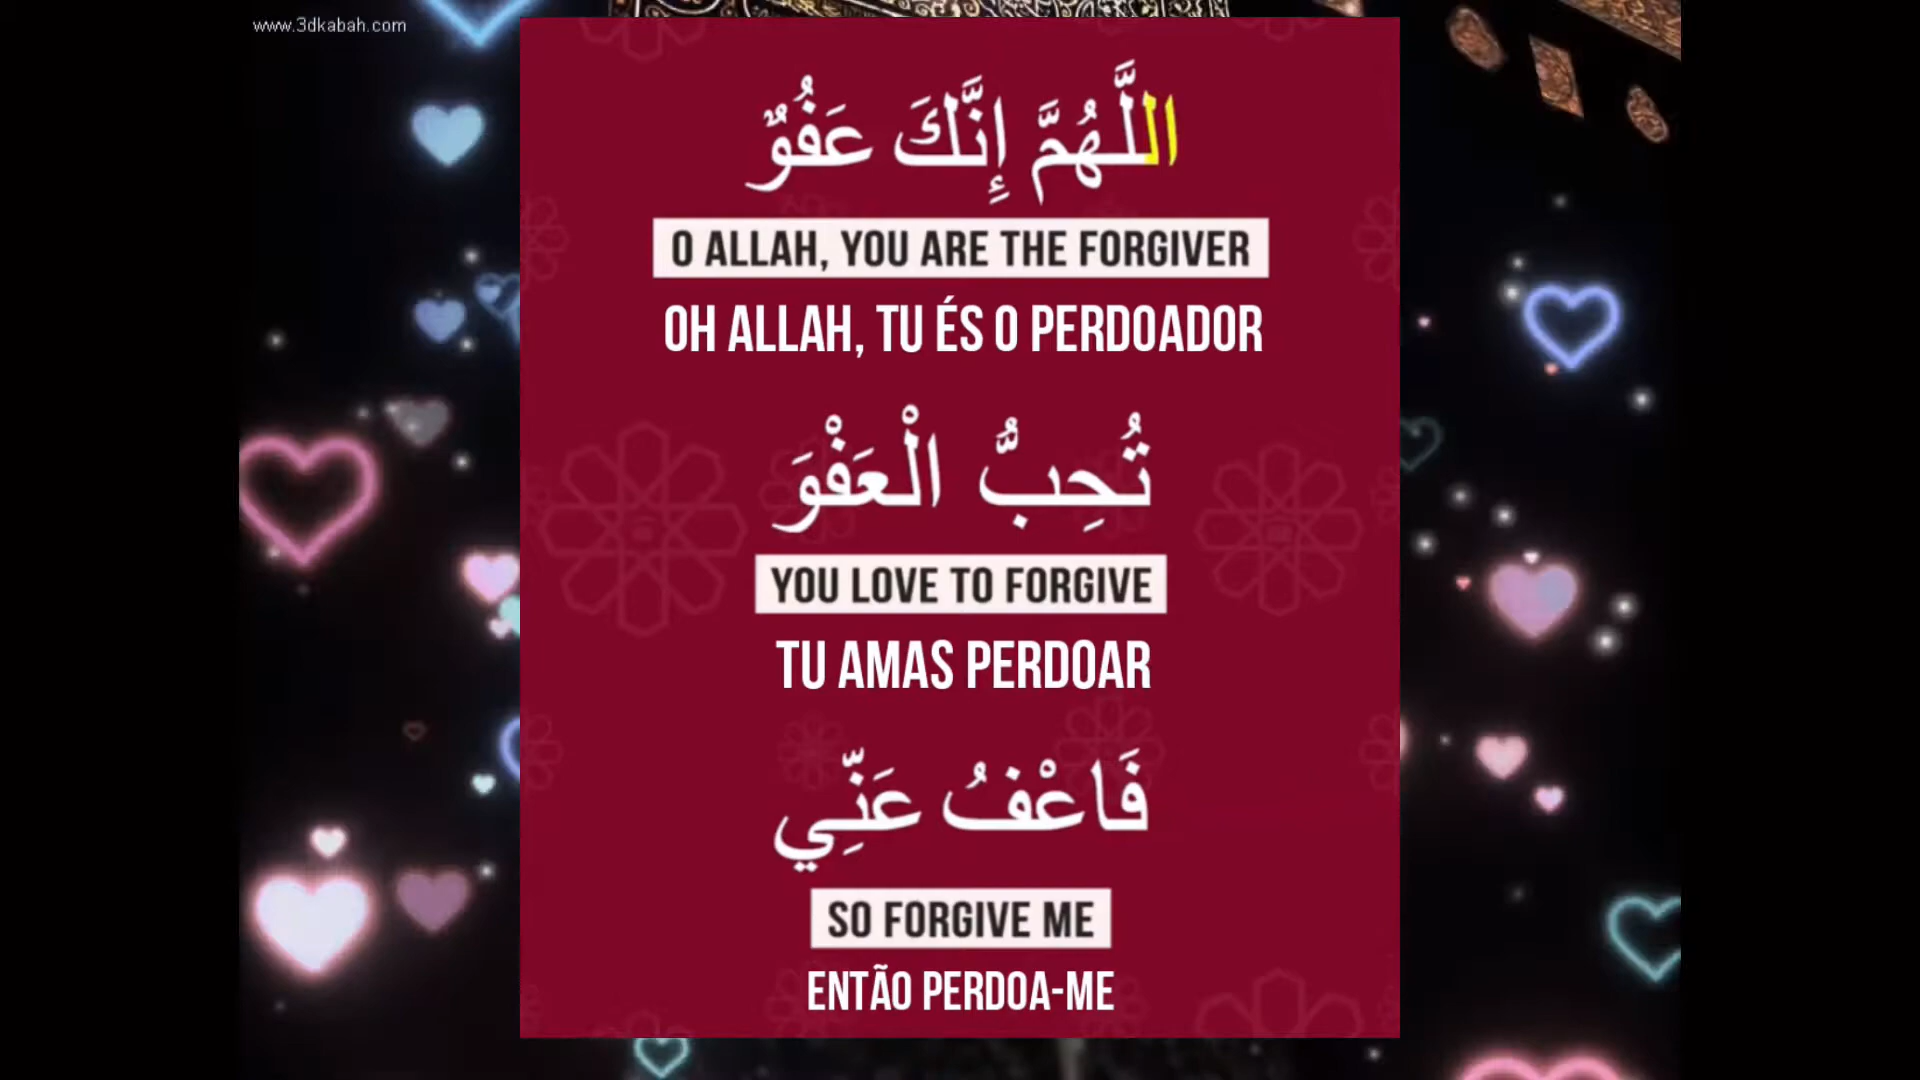 www.3dkabah.com
اللَّهُمَّ إِنَّكَ عَفُوٌّ
O ALLAH, YOU ARE THE FORGIVER
OH ALLAH, TU ÉS O PERDOADOR
تُحِبُّ الْعَفْوَ
YOU LOVE TO FORGIVE
TU AMAS PERDOAR
فَاعْفُ عَنِّي
SO FORGIVE ME
ENTÃO PERDOA-ME